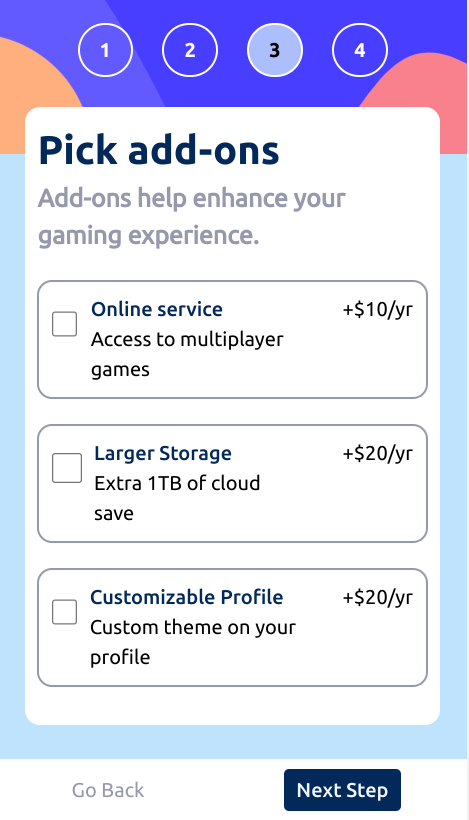 1 2 3 4
Pick add-ons
Add-ons help enhance your
gaming experience.
Online service +$10/yr
Access to multiplayer
games
Larger Storage +$20/yr
Extra 1TB of cloud
save
Customizable Profile +$20/yr
Custom theme on your
profile
Go Back Next Step